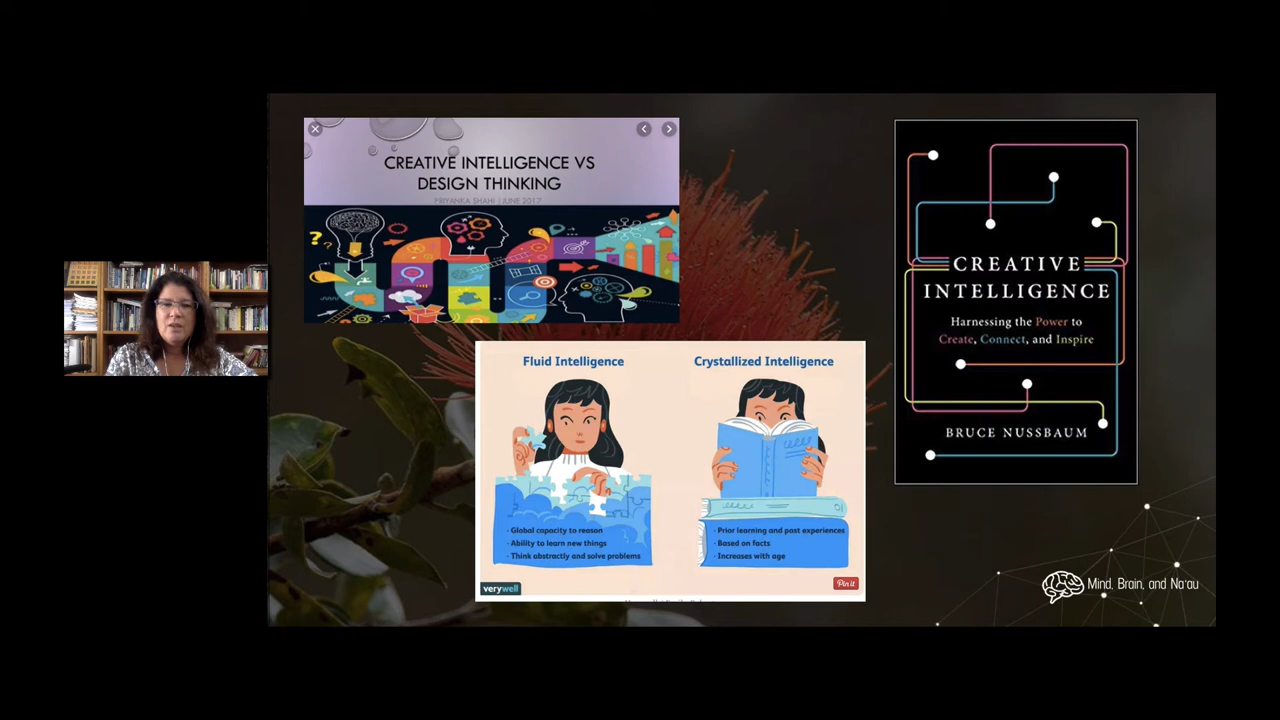 CREATIVE INTELLIGENCE VS
DESIGN THINKING
PRIYANKA SHAHI | JUNE 2017
Fluid Intelligence
· Global capacity to reason
· Ability to learn new things
· Think abstractly and solve problems
Crystallized Intelligence
· Prior learning and past experiences
· Based on facts
· Increases with age
verywell
Pin it
CREATIVE
INTELLIGENCE
Harnessing the Power to
Create, Connect, and Inspire
BRUCE NUSSBAUM
Mind, Brain, and Na'au